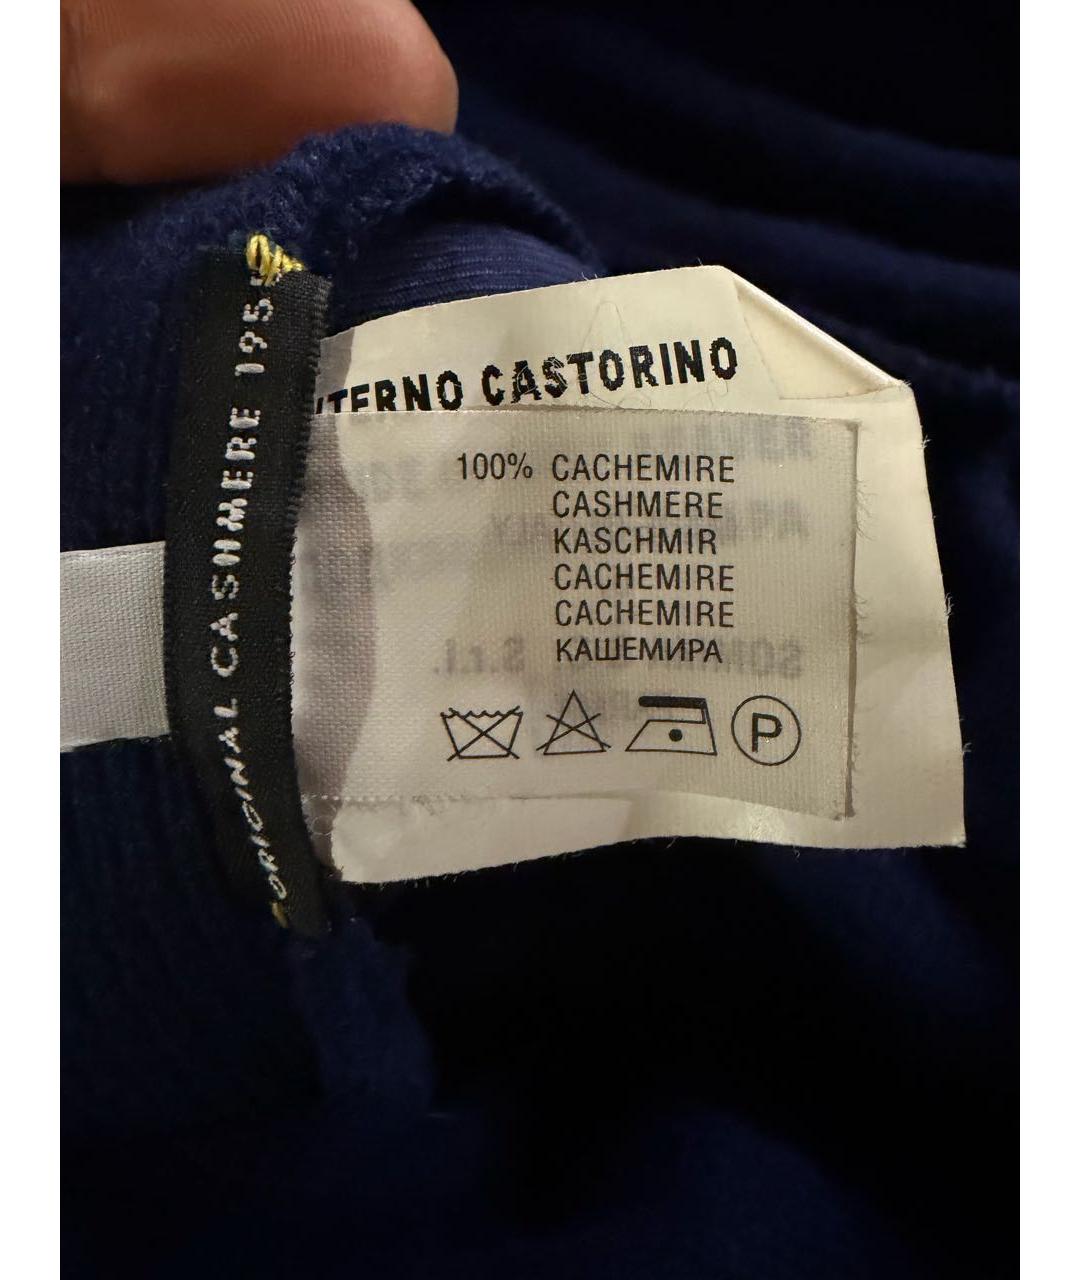 ORIGINAL CASHMERE 195
TERNO CASTORINO
100% CACHEMIRE
CASHMERE
KASCHMIR
CACHEMIRE
CACHEMIRE
КАШЕМИРА
P